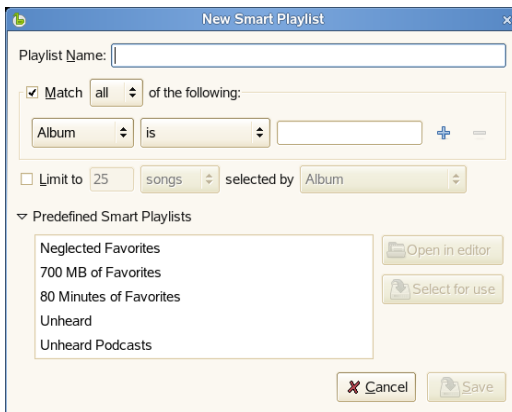 New Smart Playlist
Playlist Name:
Match all of the following:
Album is
Limit to 25 songs selected by Album
Predefined Smart Playlists
Neglected Favorites
700 MB of Favorites
80 Minutes of Favorites
Unheard
Unheard Podcasts
Open in editor
Select for use
Cancel Save